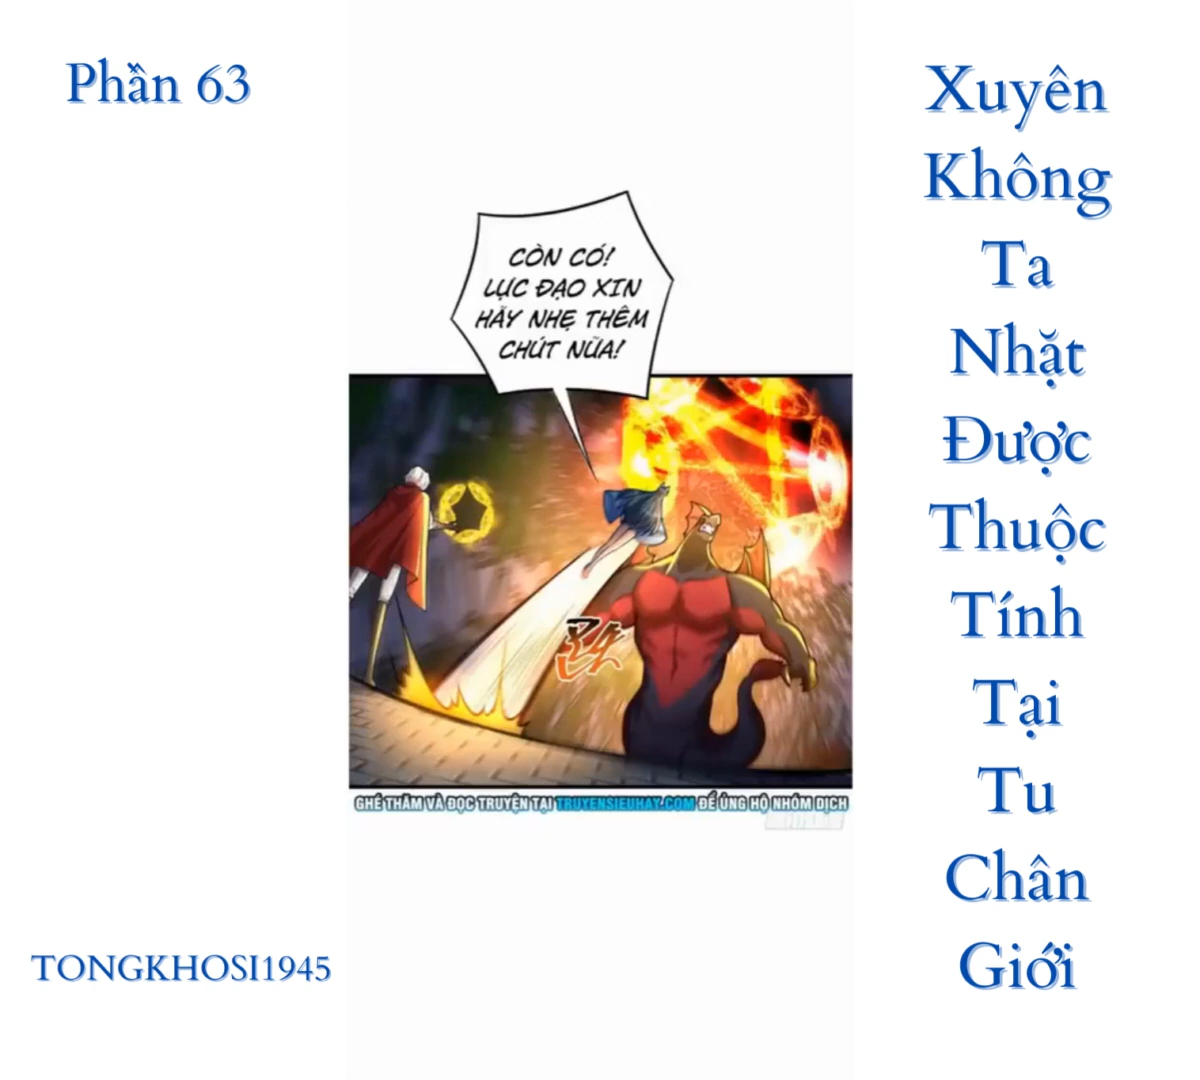 Phần 63
Xuyên
Không
Ta
Nhặt
Được
Thuộc
Tính
Tại
Tu
Chân
Giới
CÒN CÓ!
LỤC ĐẠO XIN
HÃY NHẸ THÊM
CHÚT NỮA!
GHÉ THĂM VÀ ĐỌC TRUYỆN TẠI TRUYENSIEUHAY.COM ĐỂ ỦNG HỘ NHÓM DỊCH
TONGKHOSI1945